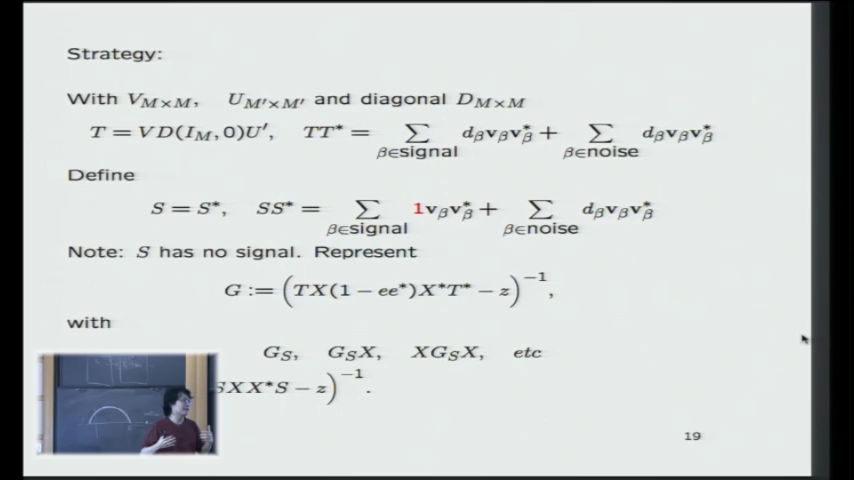 Strategy:
With V_{M×M}, U_{M′×M′} and diagonal D_{M×M}
T = VD(I_M, 0)U′, TT* = ∑_{β∈signal} d_β v_β v_β* + ∑_{β∈noise} d_β v_β v_β*
Define
S = S*, SS* = ∑_{β∈signal} 1 v_β v_β* + ∑_{β∈noise} d_β v_β v_β*
Note: S has no signal. Represent
G := (TX(1 − ee*)X*T* − z)^{−1},
with
G_S, G_S X, XG_S X, etc
SXX*S − z)^{−1}.
19